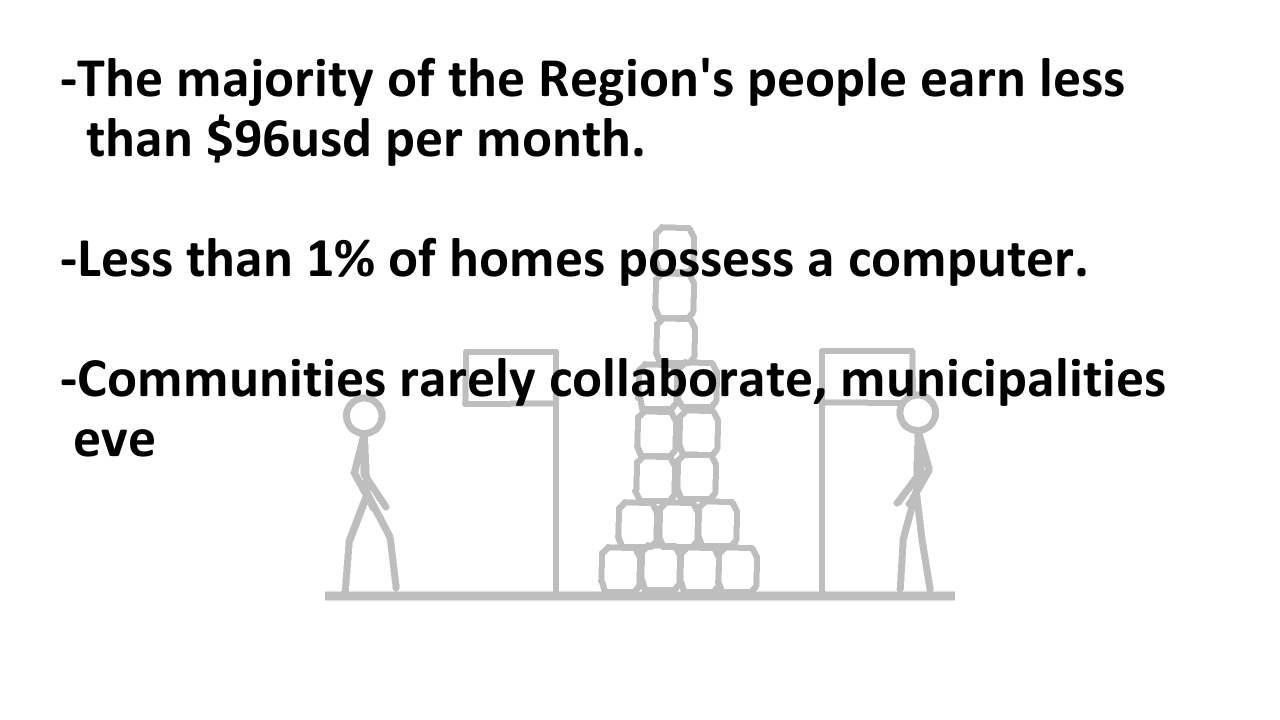 -The majority of the Region's people earn less
than $96usd per month.
-Less than 1% of homes possess a computer.
-Communities rarely collaborate, municipalities
eve